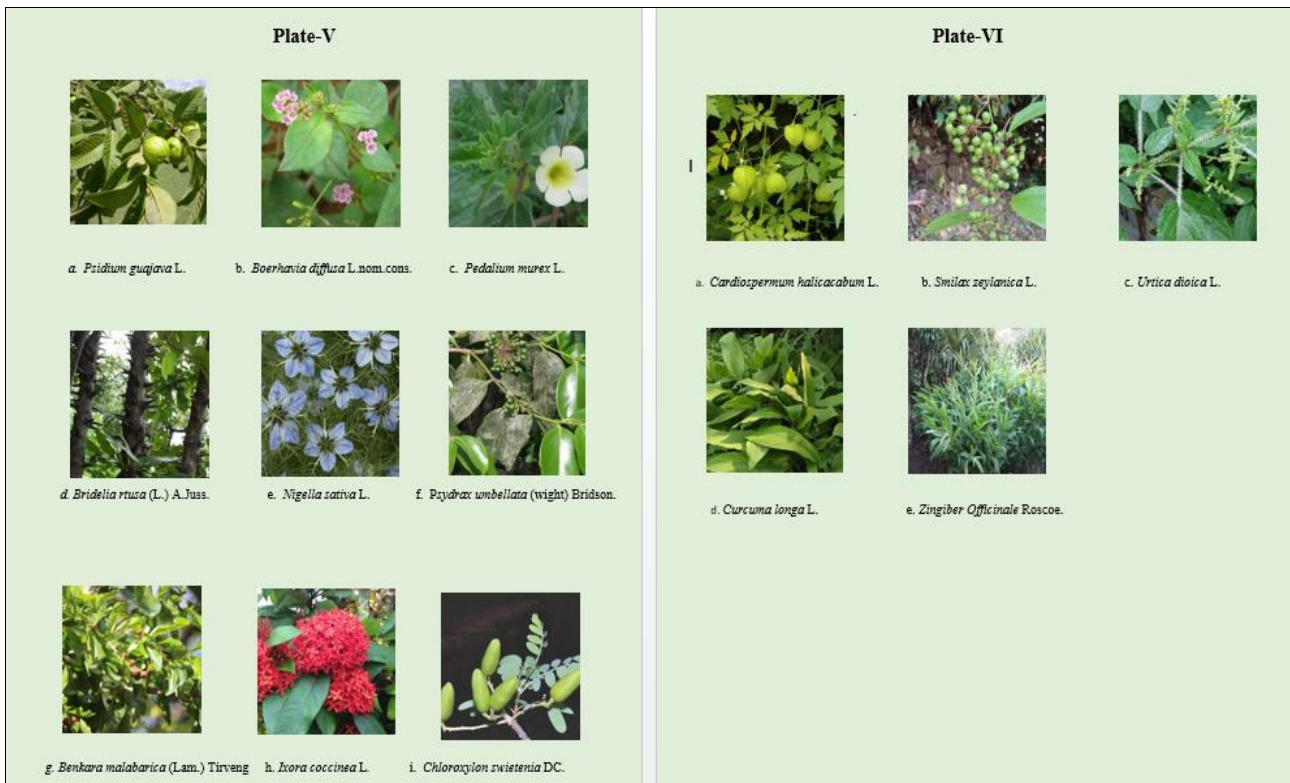 Plate-V
a. Psidium guajava L.
b. Boerhavia diffusa L.nom.cons.
c. Pedalium murex L.
d. Bridelia rtusa (L.) A.Juss.
e. Nigella sativa L.
f. Psydrax umbellata (wight) Bridson.
g. Benkara malabarica (Lam.) Tirveng
h. Ixora coccinea L.
i. Chloroxylon swietenia DC.
Plate-VI
a. Cardiospermum halicacabum L.
b. Smilax zeylanica L.
c. Urtica dioica L.
d. Curcuma longa L.
e. Zingiber Officinale Roscoe.